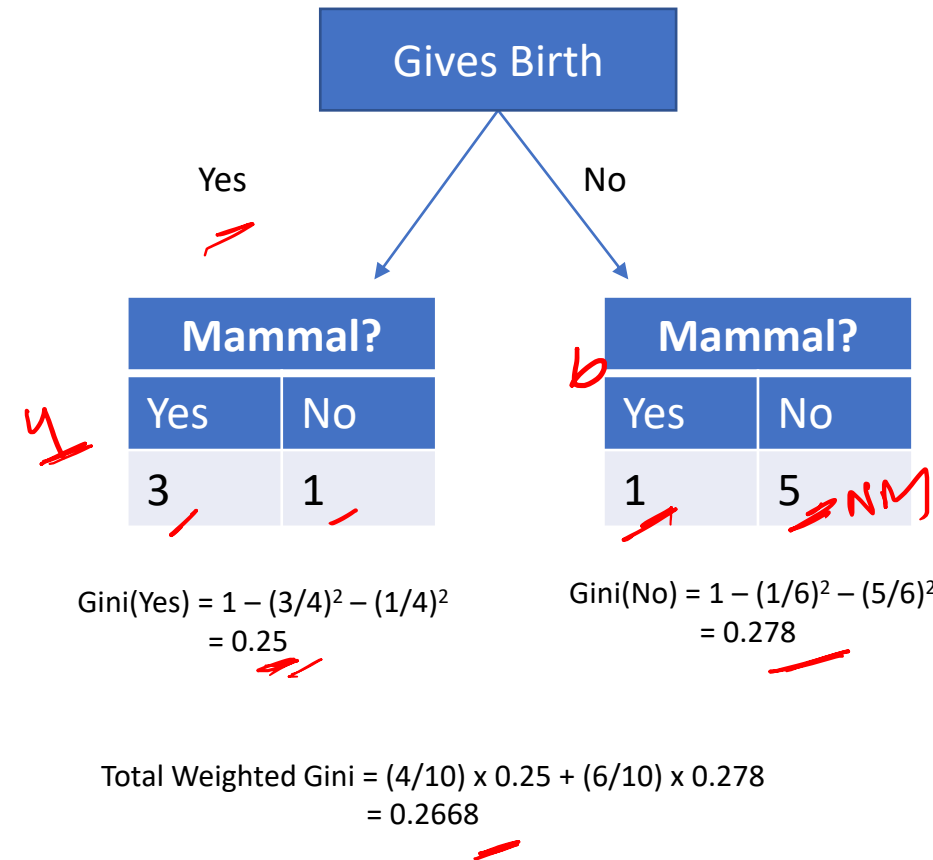 Gives Birth
Yes No
Mammal? Mammal?
4 6
Yes No Yes No
3 1 1 5 NM
Gini(Yes) = 1 – (3/4)² – (1/4)² Gini(No) = 1 – (1/6)² – (5/6)²
= 0.25 = 0.278
Total Weighted Gini = (4/10) x 0.25 + (6/10) x 0.278
= 0.2668